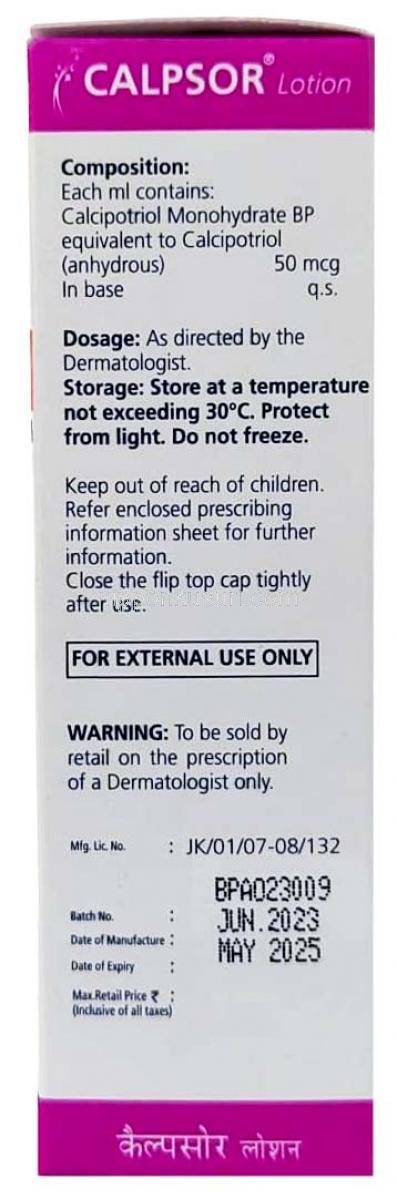 CALPSOR® Lotion
Composition:
Each ml contains:
Calcipotriol Monohydrate BP
equivalent to Calcipotriol
(anhydrous) 50 mcg
In base q.s.
Dosage: As directed by the
Dermatologist.
Storage: Store at a temperature
not exceeding 30°C. Protect
from light. Do not freeze.
Keep out of reach of children.
Refer enclosed prescribing
information sheet for further
information.
Close the flip top cap tightly
after use.
FOR EXTERNAL USE ONLY
WARNING: To be sold by
retail on the prescription
of a Dermatologist only.
Mfg. Lic. No. : JK/01/07-08/132
BPA023009
Batch No. :
JUN.2023
Date of Manufacture :
MAY 2025
Date of Expiry :
Max.Retail Price ₹ :
(Inclusive of all taxes)
कैल्पसोर लोशन